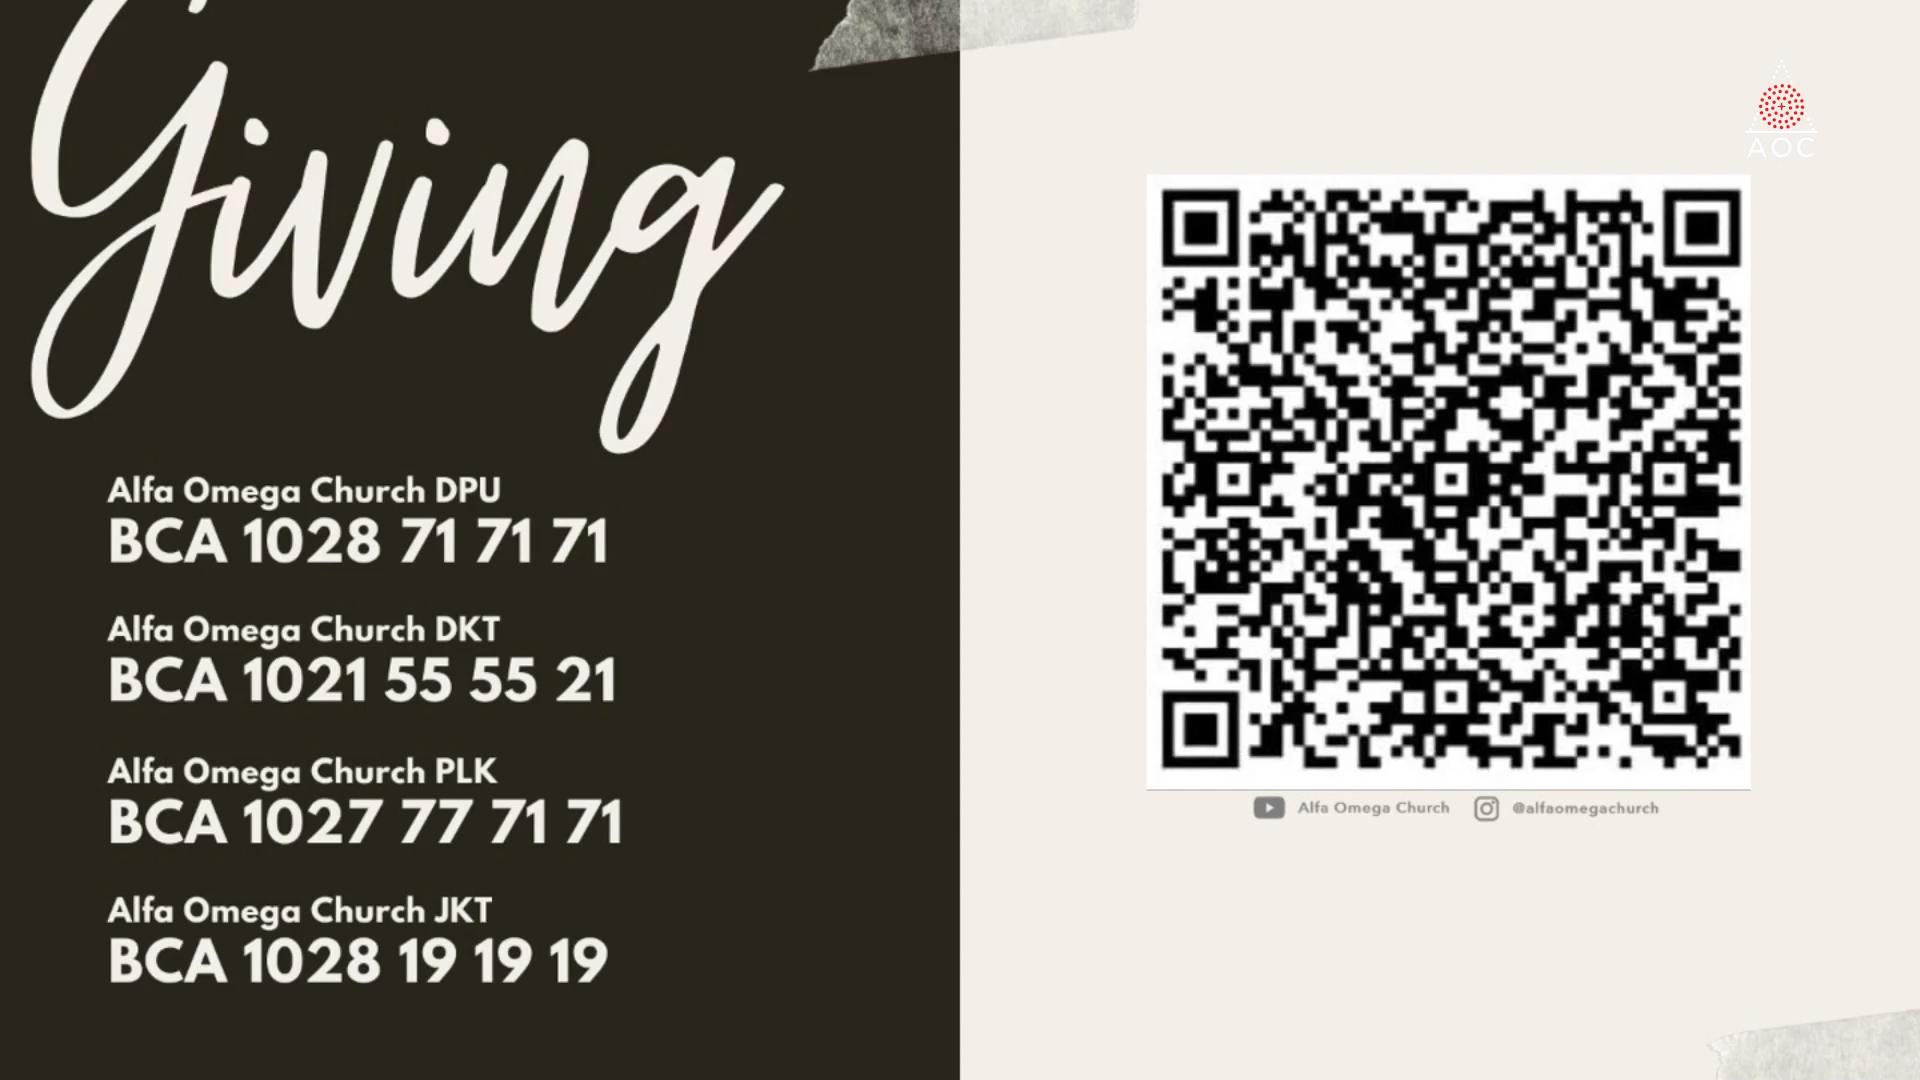 Giving
Alfa Omega Church DPU
BCA 1028 71 71 71
Alfa Omega Church DKT
BCA 1021 55 55 21
Alfa Omega Church PLK
BCA 1027 77 71 71
Alfa Omega Church JKT
BCA 1028 19 19 19
AOC
Alfa Omega Church @alfaomegachurch